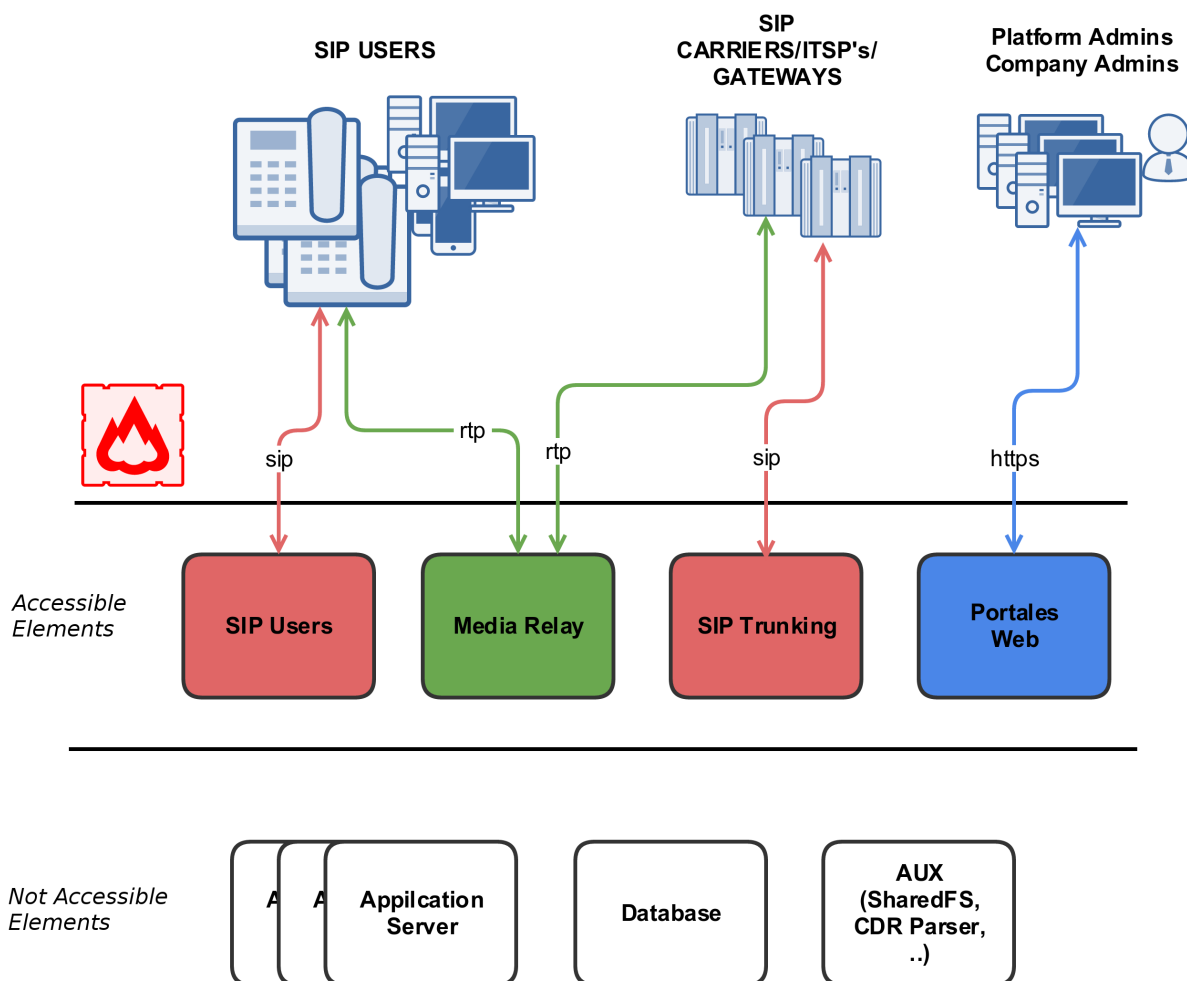 SIP USERS
SIP
CARRIERS/ITSP's/
GATEWAYS
Platform Admins
Company Admins
rtp
rtp
sip
sip
https
Accessible
Elements
SIP Users
Media Relay
SIP Trunking
Portales
Web
Not Accessible
Elements
A
A
Appilcation
Server
Database
AUX
(SharedFS,
CDR Parser,
..)